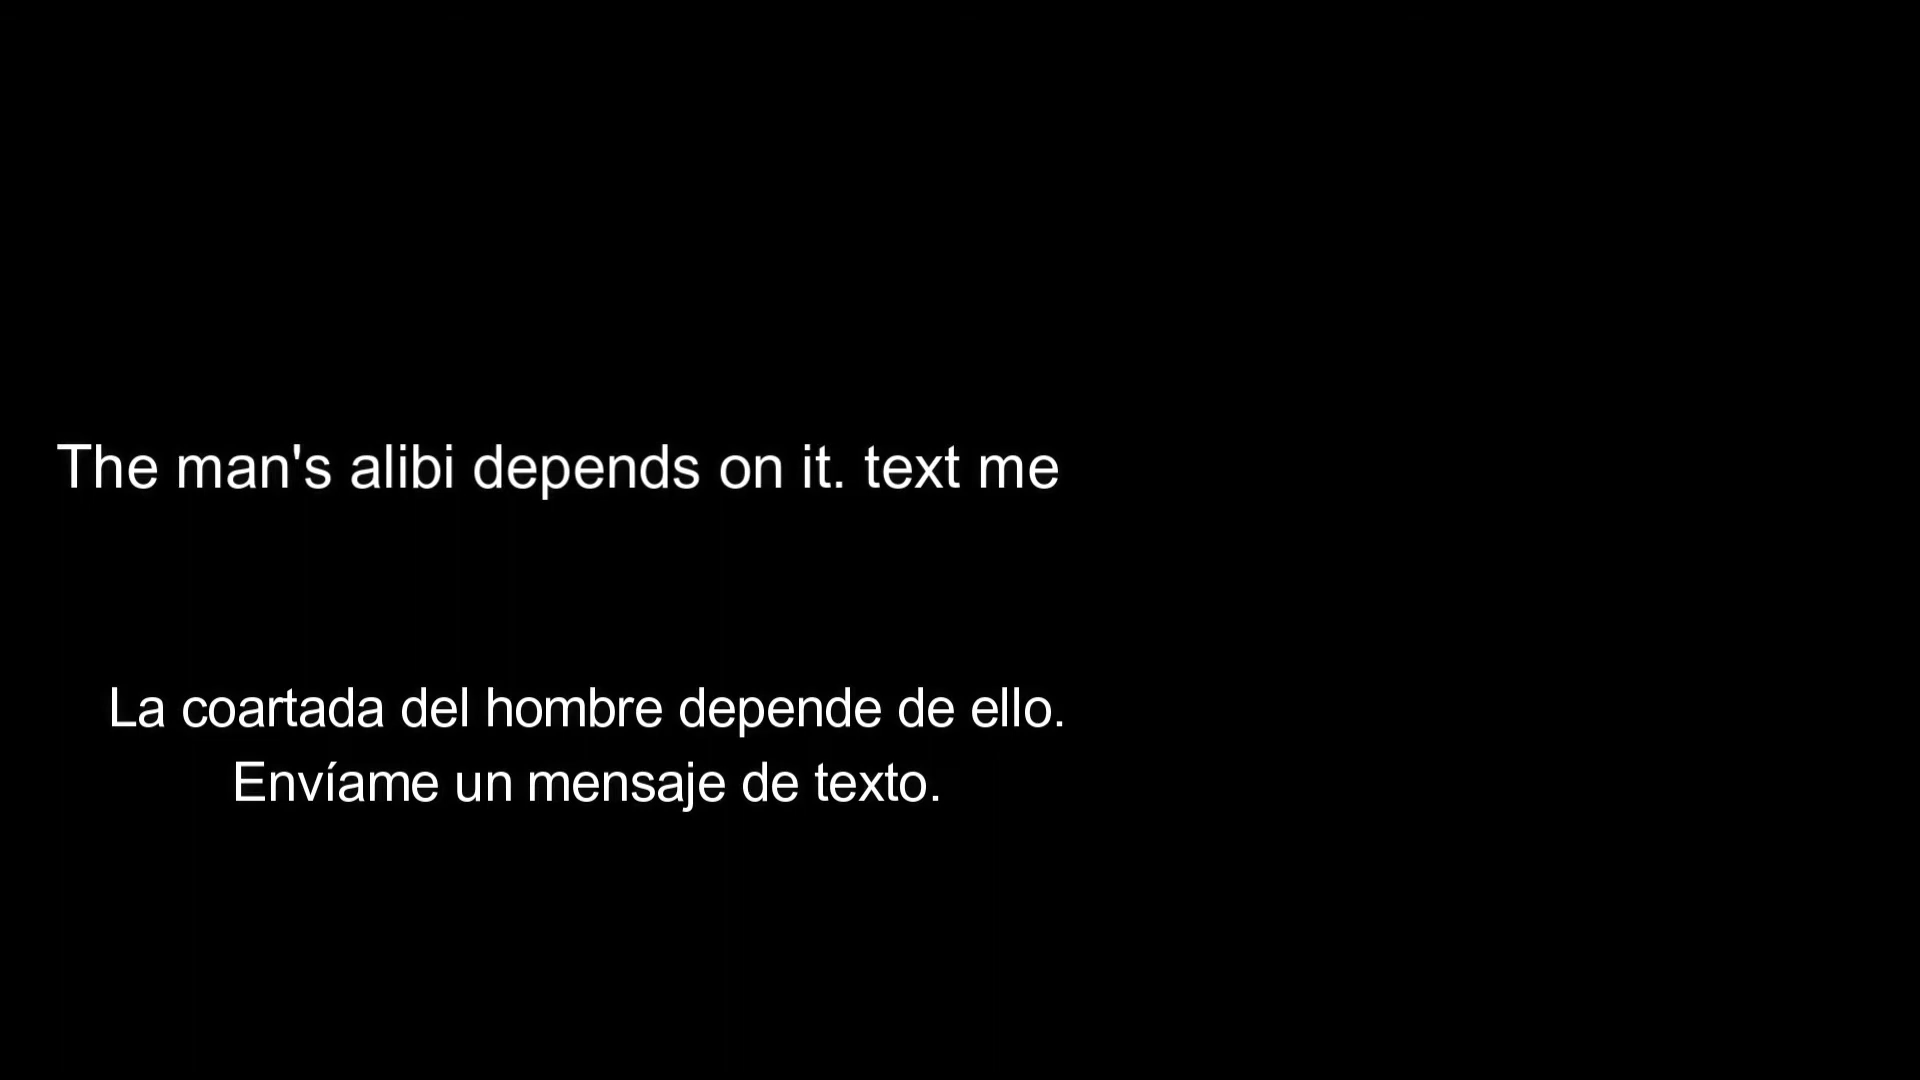 The man's alibi depends on it. text me
La coartada del hombre depende de ello.
Envíame un mensaje de texto.